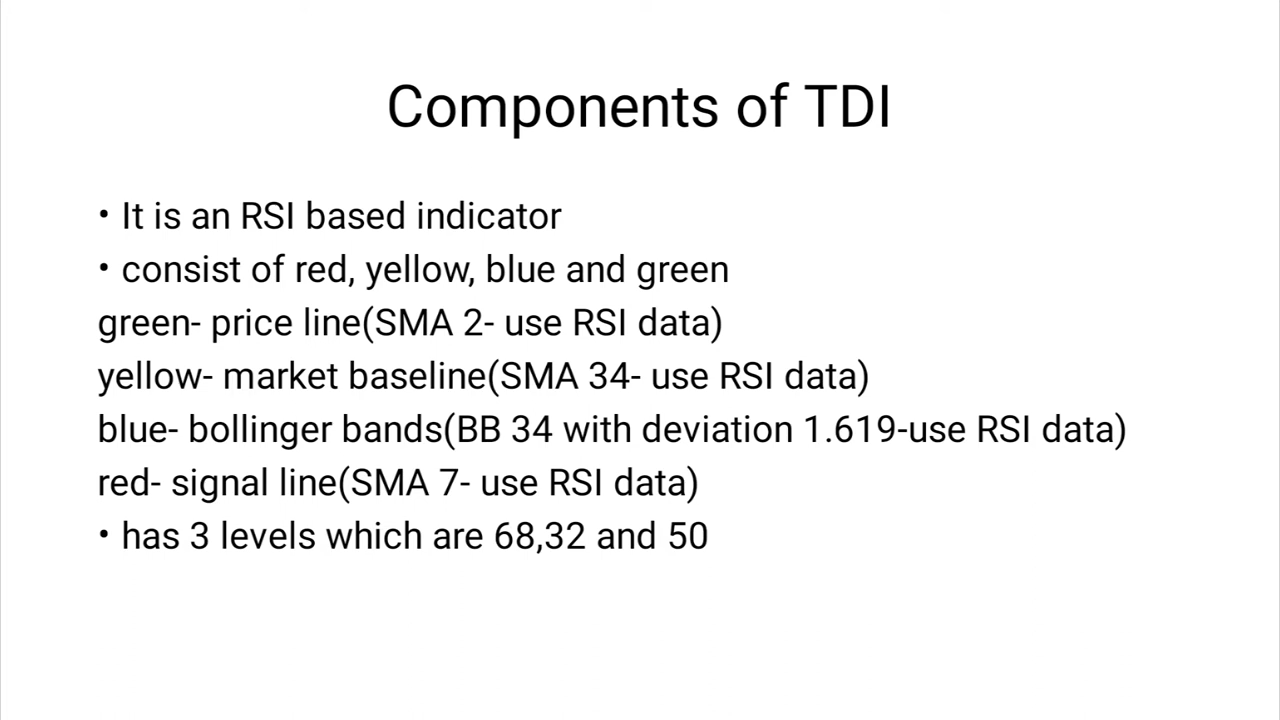 Components of TDI
• It is an RSI based indicator
• consist of red, yellow, blue and green
green- price line(SMA 2- use RSI data)
yellow- market baseline(SMA 34- use RSI data)
blue- bollinger bands(BB 34 with deviation 1.619-use RSI data)
red- signal line(SMA 7- use RSI data)
• has 3 levels which are 68,32 and 50